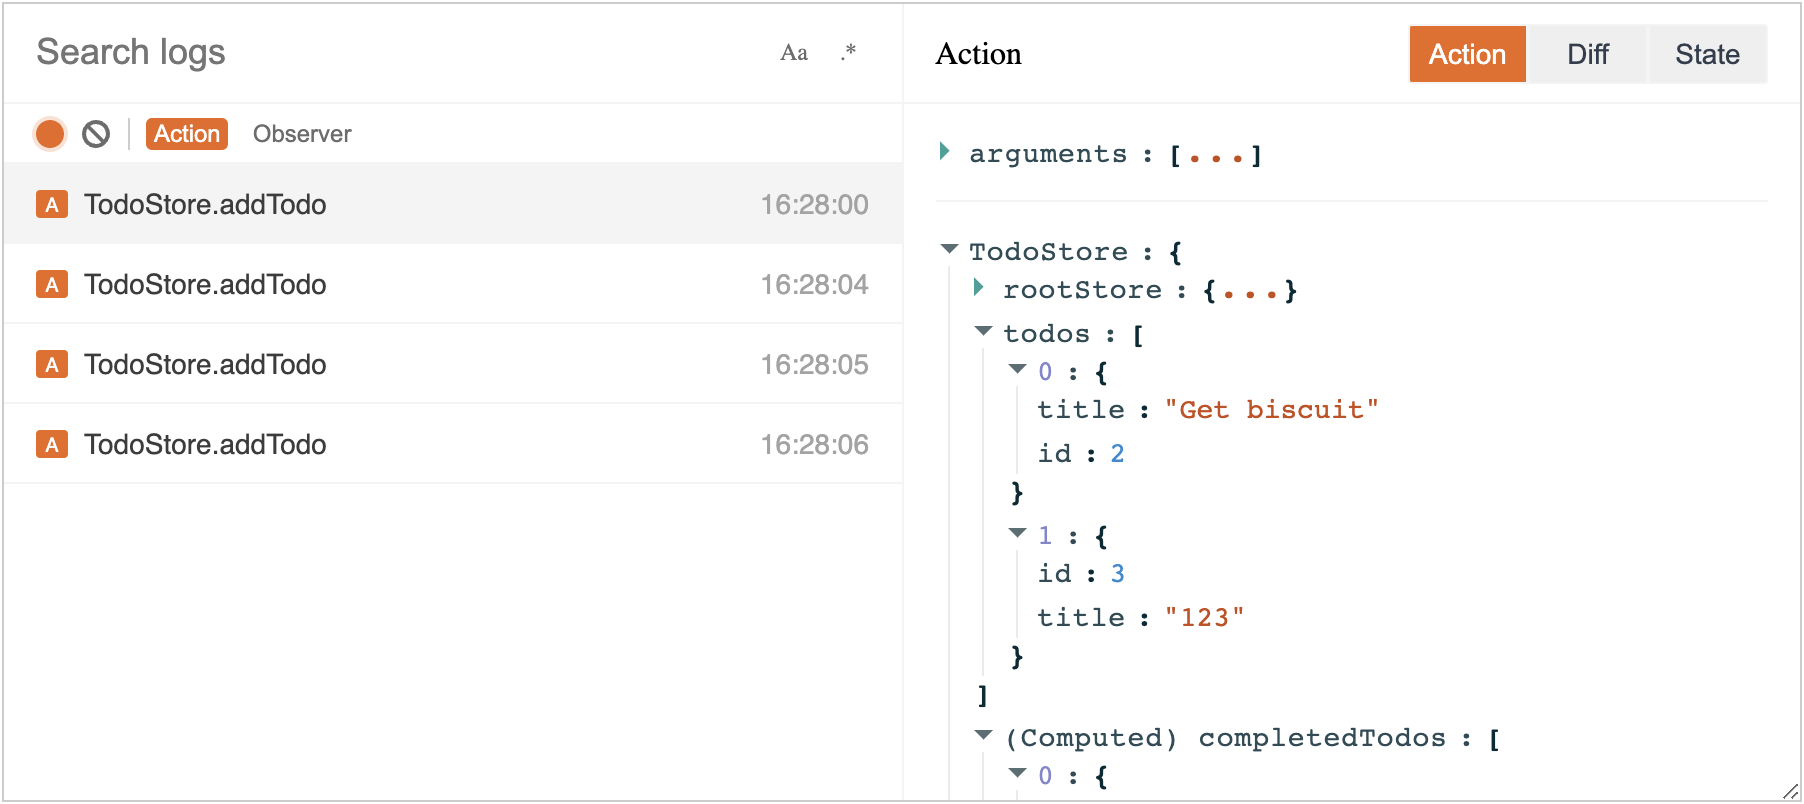 Search logs
Aa .*
Action Observer
A TodoStore.addTodo 16:28:00
A TodoStore.addTodo 16:28:04
A TodoStore.addTodo 16:28:05
A TodoStore.addTodo 16:28:06
Action
Action Diff State
arguments : [...]
TodoStore : {
rootStore : {...}
todos : [
0 : {
title : "Get biscuit"
id : 2
}
1 : {
id : 3
title : "123"
}
]
(Computed) completedTodos : [
0 : {